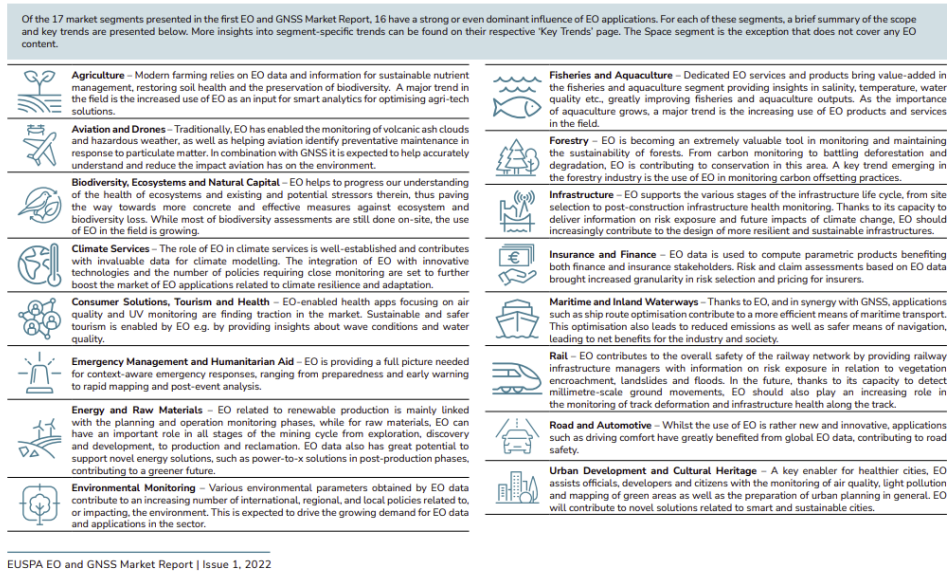 Of the 17 market segments presented in the first EO and GNSS Market Report, 16 have a strong or even dominant influence of EO applications. For each of these segments, a brief summary of the scope
and key trends are presented below. More insights into segment-specific trends can be found on their respective ‘Key Trends’ page. The Space segment is the exception that does not cover any EO
content.
Agriculture – Modern farming relies on EO data and information for sustainable nutrient
management, restoring soil health and the preservation of biodiversity. A major trend in
the field is the increased use of EO as an input for smart analytics for optimising agri-tech
solutions.
Aviation and Drones – Traditionally, EO has enabled the monitoring of volcanic ash clouds
and hazardous weather, as well as helping aviation identify preventative maintenance in
response to particulate matter. In combination with GNSS it is expected to help accurately
understand and reduce the impact aviation has on the environment.
Biodiversity, Ecosystems and Natural Capital – EO helps to progress our understanding
of the health of ecosystems and existing and potential stressors therein, thus paving
the way towards more concrete and effective measures against ecosystem and
biodiversity loss. While most of biodiversity assessments are still done on-site, the use
of EO in the field is growing.
Climate Services – The role of EO in climate services is well-established and contributes
with invaluable data for climate modelling. The integration of EO with innovative
technologies and the number of policies requiring close monitoring are set to further
boost the market of EO applications related to climate resilience and adaptation.
Consumer Solutions, Tourism and Health – EO-enabled health apps focusing on air
quality and UV monitoring are finding traction in the market. Sustainable and safer
tourism is enabled by EO e.g. by providing insights about wave conditions and water
quality.
Emergency Management and Humanitarian Aid – EO is providing a full picture needed
for context-aware emergency responses, ranging from preparedness and early warning
to rapid mapping and post-event analysis.
Energy and Raw Materials – EO related to renewable production is mainly linked
with the planning and operation monitoring phases, while for raw materials, EO can
have an important role in all stages of the mining cycle from exploration, discovery
and development, to production and reclamation. EO data also has great potential to
support novel energy solutions, such as power-to-x solutions in post-production phases,
contributing to a greener future.
Environmental Monitoring – Various environmental parameters obtained by EO data
contribute to an increasing number of international, regional, and local policies related to,
or impacting, the environment. This is expected to drive the growing demand for EO data
and applications in the sector.
Fisheries and Aquaculture – Dedicated EO services and products bring value-added in
the fisheries and aquaculture segment providing insights in salinity, temperature, water
quality etc., greatly improving fisheries and aquaculture outputs. As the importance
of aquaculture grows, a major trend is the increasing use of EO products and services
in the field.
Forestry – EO is becoming an extremely valuable tool in monitoring and maintaining
the sustainability of forests. From carbon monitoring to battling deforestation and
degradation, EO is contributing to conservation in this area. A key trend emerging in
the forestry industry is the use of EO in monitoring carbon offsetting practices.
Infrastructure – EO supports the various stages of the infrastructure life cycle, from site
selection to post-construction infrastructure health monitoring. Thanks to its capacity to
deliver information on risk exposure and future impacts of climate change, EO should
increasingly contribute to the design of more resilient and sustainable infrastructures.
Insurance and Finance – EO data is used to compute parametric products benefiting
both finance and insurance stakeholders. Risk and claim assessments based on EO data
brought increased granularity in risk selection and pricing for insurers.
Maritime and Inland Waterways – Thanks to EO, and in synergy with GNSS, applications
such as ship route optimisation contribute to a more efficient means of maritime transport.
This optimisation also leads to reduced emissions as well as safer means of navigation,
leading to net benefits for the industry and society.
Rail – EO contributes to the overall safety of the railway network by providing railway
infrastructure managers with information on risk exposure in relation to vegetation
encroachment, landslides and floods. In the future, thanks to its capacity to detect
millimetre-scale ground movements, EO should also play an increasing role in
the monitoring of track deformation and infrastructure health along the track.
Road and Automotive – Whilst the use of EO is rather new and innovative, applications
such as driving comfort have greatly benefited from global EO data, contributing to road
safety.
Urban Development and Cultural Heritage – A key enabler for healthier cities, EO
assists officials, developers and citizens with the monitoring of air quality, light pollution
and mapping of green areas as well as the preparation of urban planning in general. EO
will contribute to novel solutions related to smart and sustainable cities.
EUSPA EO and GNSS Market Report | Issue 1, 2022